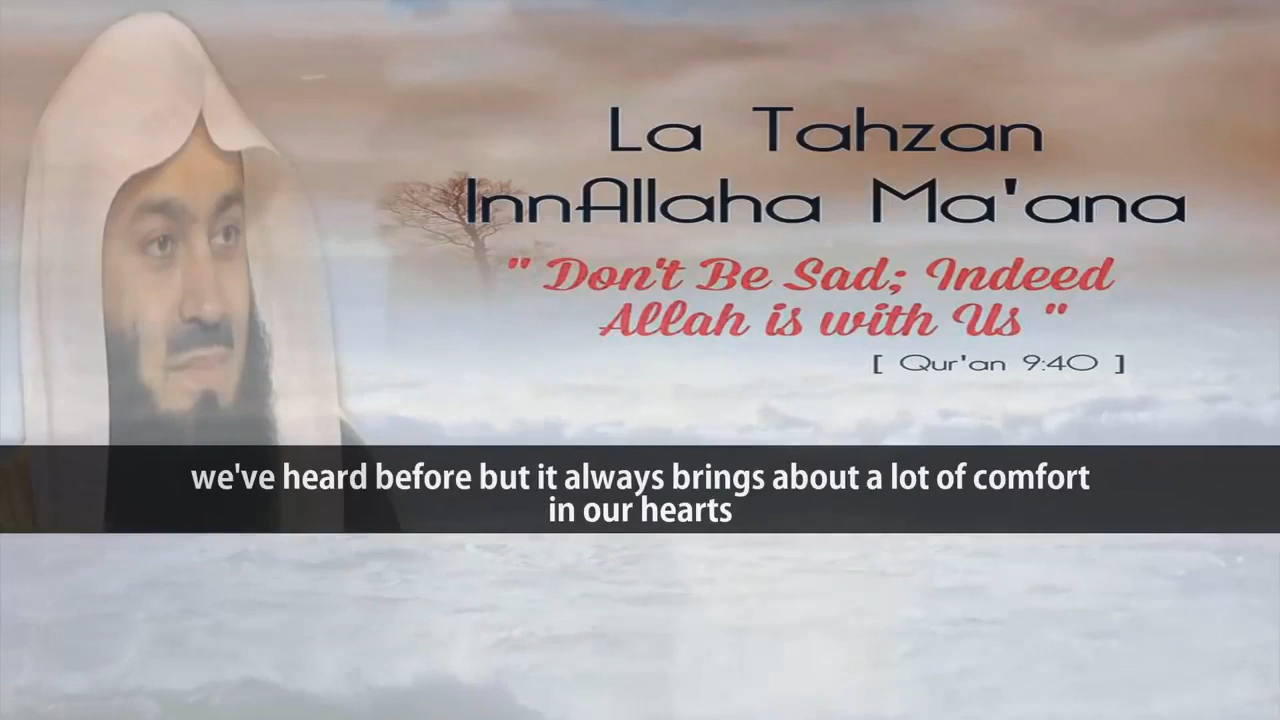 La Tahzan
InnAllaha Ma'ana
" Don't Be Sad; Indeed
Allah is with Us "
[ Qur'an 9:40 ]
we've heard before but it always brings about a lot of comfort
in our hearts